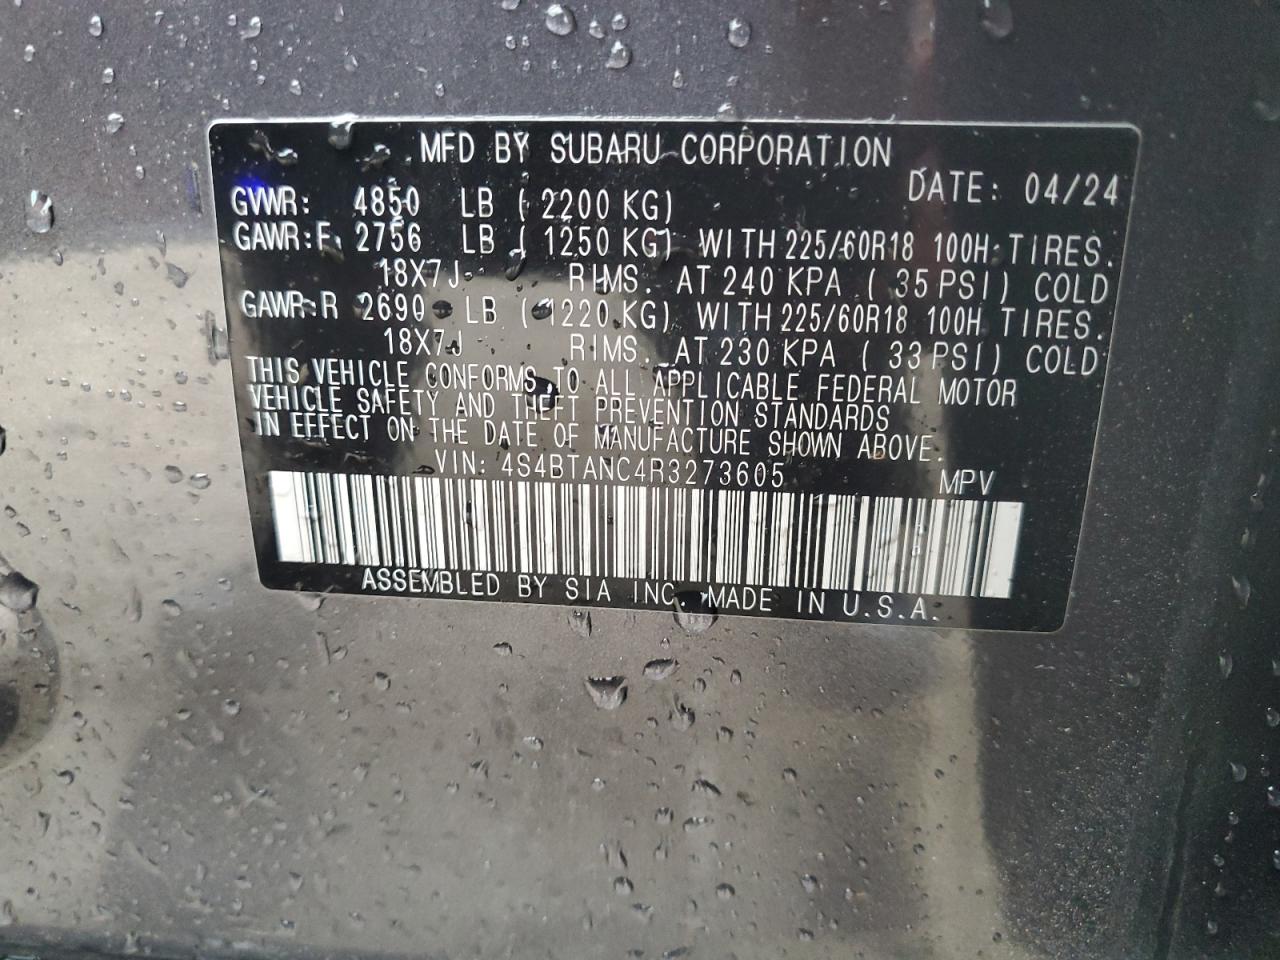 MFD BY SUBARU CORPORATION
DATE: 04/24
GVWR: 4850 LB ( 2200 KG)
GAWR:F 2756 LB ( 1250 KG) WITH 225/60R18 100H TIRES.
18X7J RIMS. AT 240 KPA ( 35 PSI) COLD
GAWR:R 2690 LB ( 1220 KG) WITH 225/60R18 100H TIRES.
18X7J RIMS. AT 230 KPA ( 33 PSI) COLD
THIS VEHICLE CONFORMS TO ALL APPLICABLE FEDERAL MOTOR
VEHICLE SAFETY AND THEFT PREVENTION STANDARDS
IN EFFECT ON THE DATE OF MANUFACTURE SHOWN ABOVE.
VIN: 4S4BTANC4R3273605 MPV
ASSEMBLED BY SIA INC. MADE IN U.S.A.